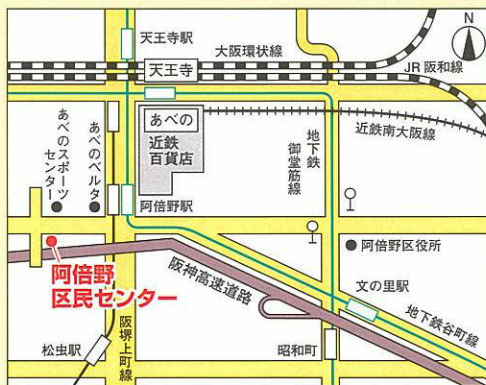 天王寺駅
大阪環状線
N
天王寺
JR阪和線
あべの
近鉄
百貨店
近鉄南大阪線
地下鉄
御堂筋線
あべのスポーツ
センター
あべのベルタ
阿倍野駅
阿倍野区役所
阿倍野
区民センター
阪神高速道路
文の里駅
地下鉄谷町線
阪堺上町線
松虫駅
昭和町